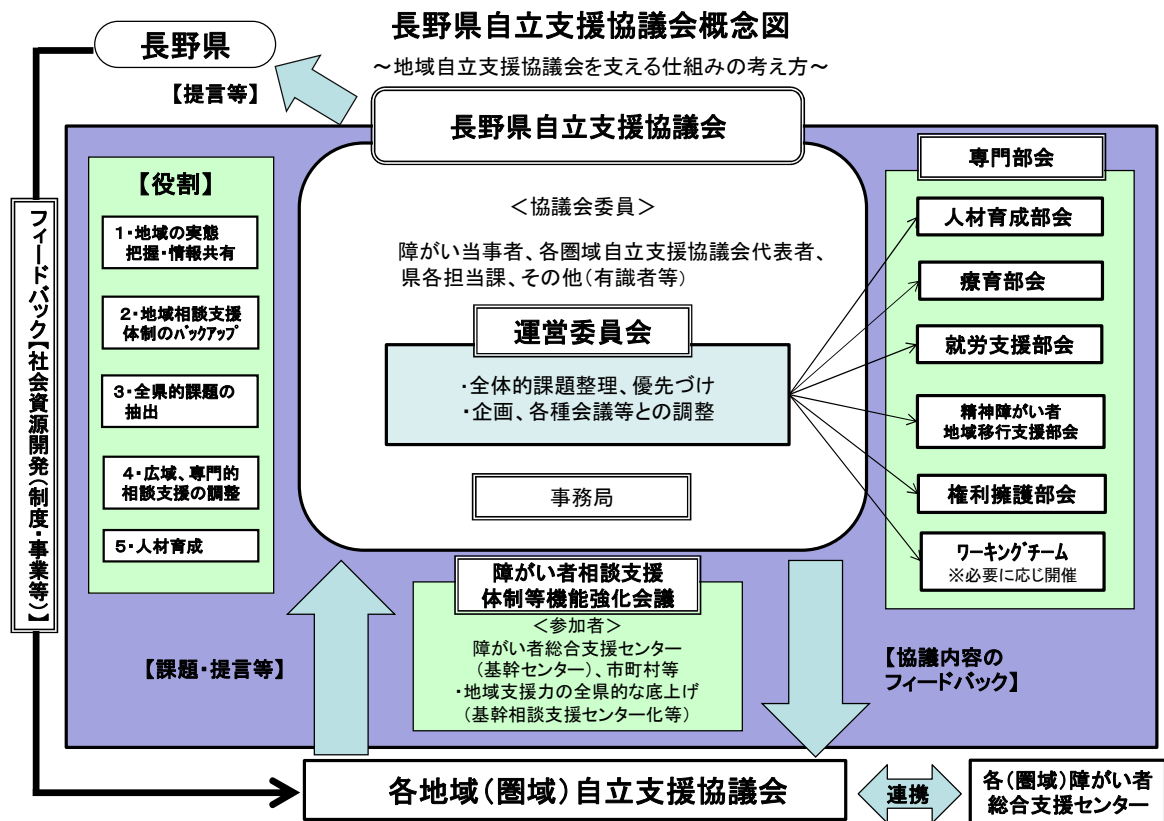 長野県自立支援協議会概念図
～地域自立支援協議会を支える仕組みの考え方～
長野県
【提言等】
長野県自立支援協議会
フィードバック【社会資源開発(制度・事業等)】
【役割】
1・地域の実態
把握・情報共有
2・地域相談支援
体制のバックアップ
3・全県的課題の
抽出
4・広域、専門的
相談支援の調整
5・人材育成
＜協議会委員＞
障がい当事者、各圏域自立支援協議会代表者、
県各担当課、その他(有識者等)
運営委員会
・全体的課題整理、優先づけ
・企画、各種会議等との調整
事務局
専門部会
人材育成部会
療育部会
就労支援部会
精神障がい者
地域移行支援部会
権利擁護部会
ワーキングチーム
※必要に応じ開催
障がい者相談支援
体制等機能強化会議
＜参加者＞
障がい者総合支援センター
(基幹センター)、市町村等
・地域支援力の全県的な底上げ
(基幹相談支援センター化等)
【課題・提言等】
【協議内容の
フィードバック】
各地域(圏域)自立支援協議会
連携
各(圏域)障がい者
総合支援センター